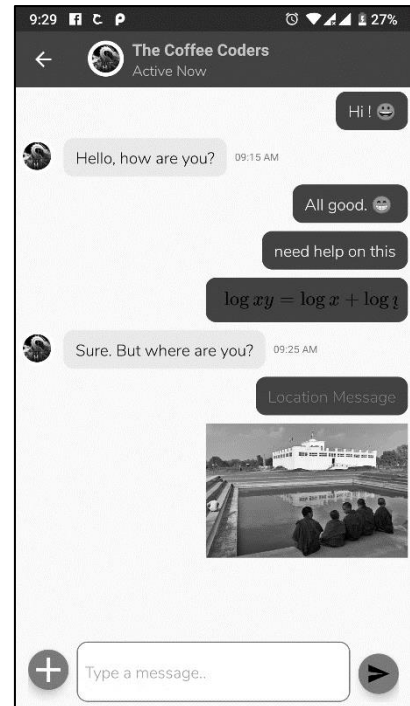 9:29 27%
The Coffee Coders
Active Now
Hi ! 😀
Hello, how are you? 09:15 AM
All good. 😁
need help on this
log xy = log x + log
Sure. But where are you? 09:25 AM
Location Message
Type a message..